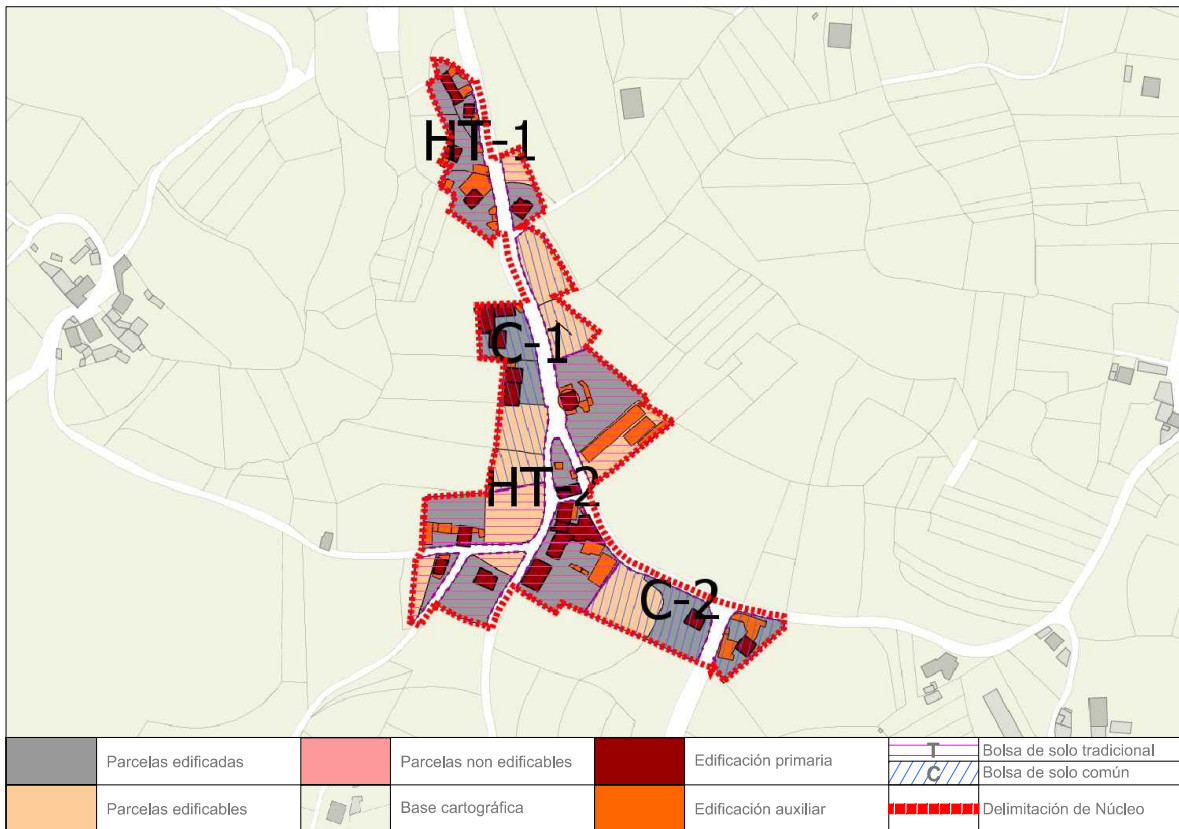 HT-1
C-1
HT-2
C-2
Parcelas edificadas
Parcelas non edificables
Edificación primaria
T
Bolsa de solo tradicional
C
Bolsa de solo común
Parcelas edificables
Base cartográfica
Edificación auxiliar
Delimitación de Núcleo